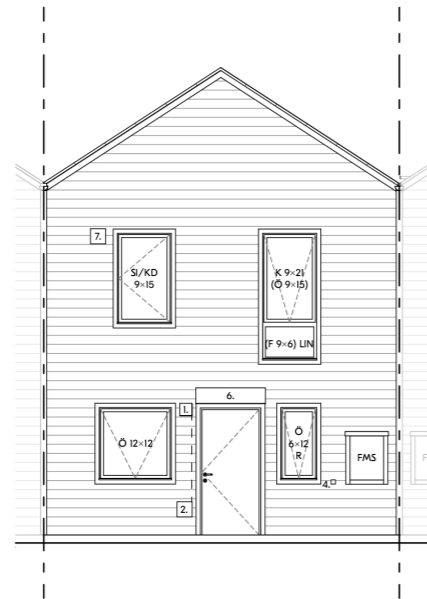 7.
SI/KD
9×15
K 9×21
(Ö 9×15)
(F 9×6) LIN
6.
1.
Ö 12×12
Ö
6×12
R
4.
FMS
F
2.